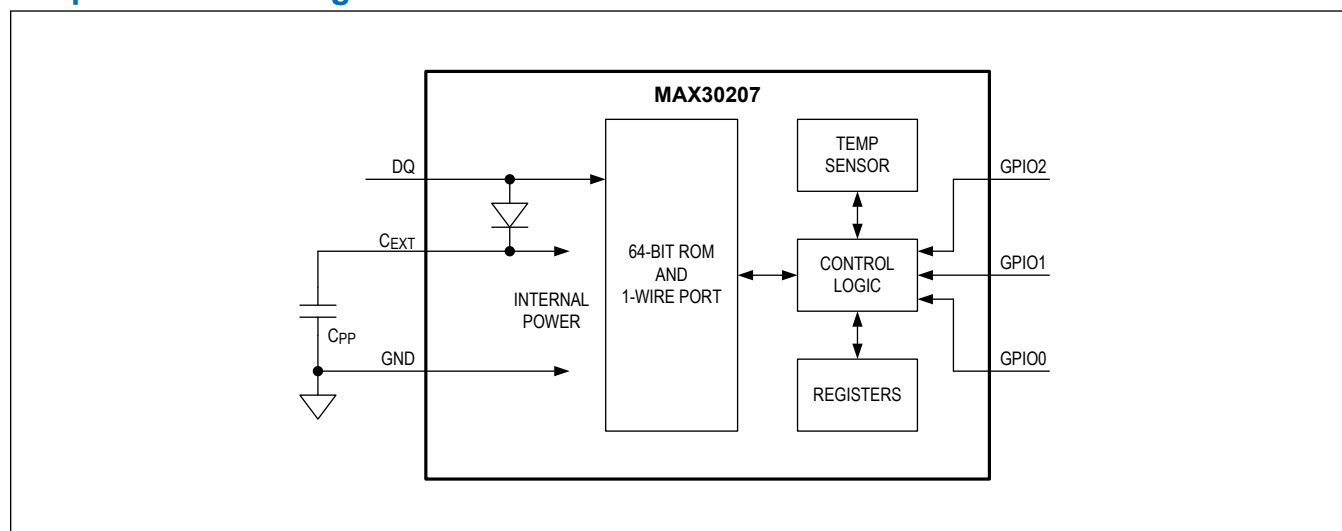 MAX30207
DQ
CEXT
CPP
GND
INTERNAL
POWER
64-BIT ROM
AND
1-WIRE PORT
TEMP
SENSOR
CONTROL
LOGIC
REGISTERS
GPIO2
GPIO1
GPIO0